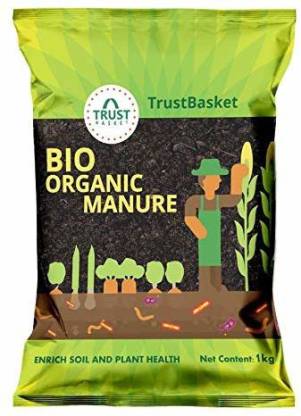 TRUST
BASKET
TrustBasket
BIO
ORGANIC
MANURE
ENRICH SOIL AND PLANT HEALTH Net Content: 1kg